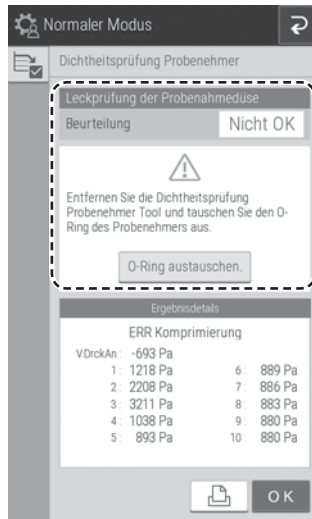 Normaler Modus
Dichtheitsprüfung Probenehmer
Leckprüfung der Probenahmedüse
Beurteilung Nicht OK
Entfernen Sie die Dichtheitsprüfung
Probenehmer Tool und tauschen Sie den O-
Ring des Probenehmers aus.
O-Ring austauschen.
Ergebnisdetails
ERR Komprimierung
V.DrckAn.: -693 Pa
1: 1218 Pa 6: 889 Pa
2: 2208 Pa 7: 886 Pa
3: 3211 Pa 8: 883 Pa
4: 1038 Pa 9: 880 Pa
5: 893 Pa 10: 880 Pa
OK